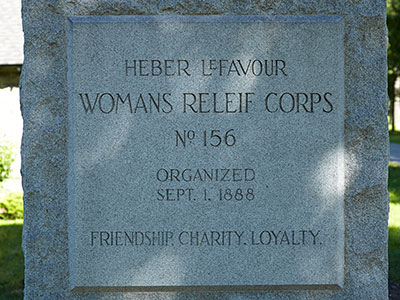 HEBER LEFAVOUR
WOMANS RELEIF CORPS
NO 156
ORGANIZED
SEPT. 1, 1888
FRIENDSHIP, CHARITY, LOYALTY.